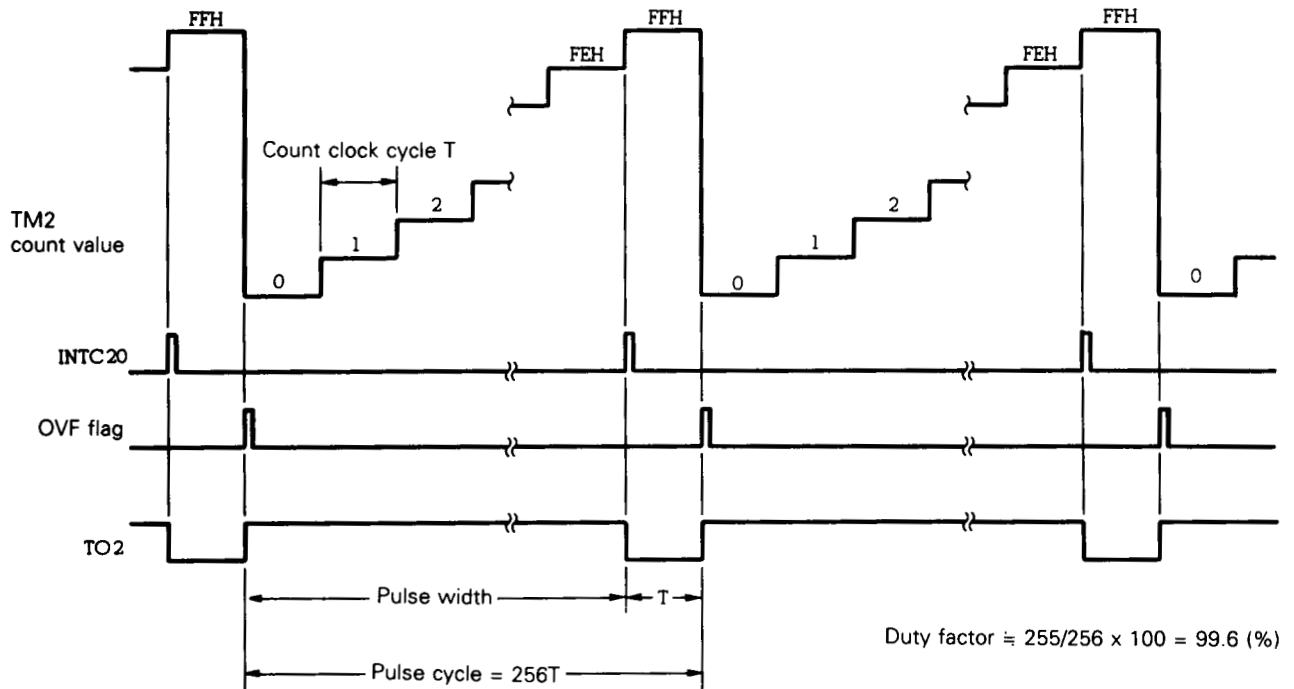 FFH
FFH
FFH
FEH
FEH
Count clock cycle T
2
2
TM2
count value
1
1
0
0
0
INTC20
OVF flag
TO2
Pulse width
T
Duty factor ≒ 255/256 x 100 = 99.6 (%)
Pulse cycle = 256T